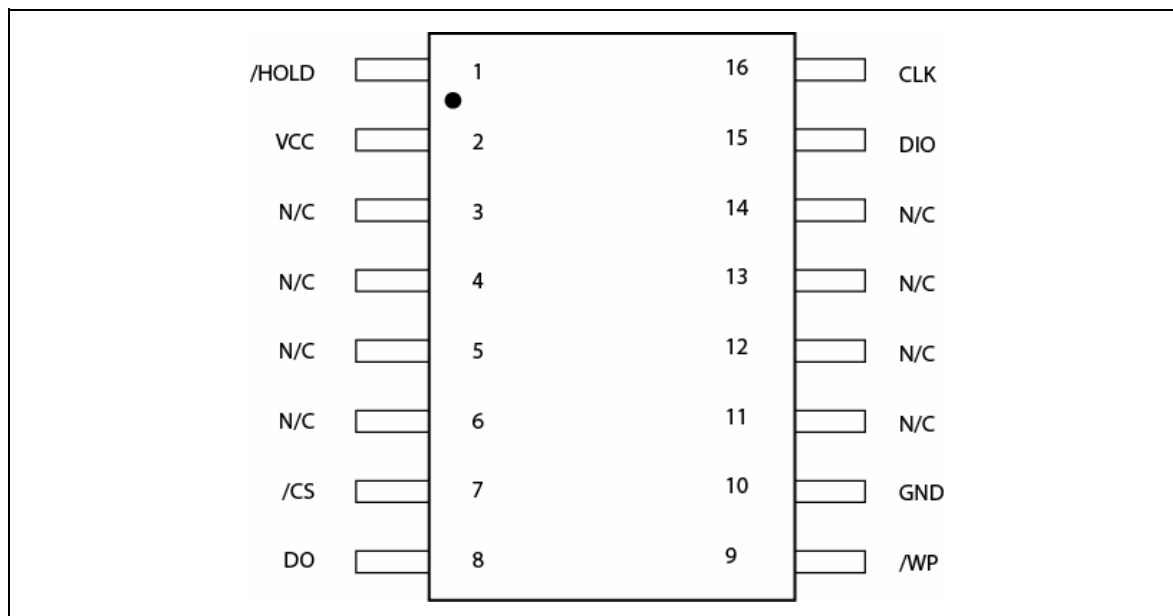 /HOLD 1 16 CLK
VCC 2 15 DIO
N/C 3 14 N/C
N/C 4 13 N/C
N/C 5 12 N/C
N/C 6 11 N/C
/CS 7 10 GND
DO 8 9 /WP